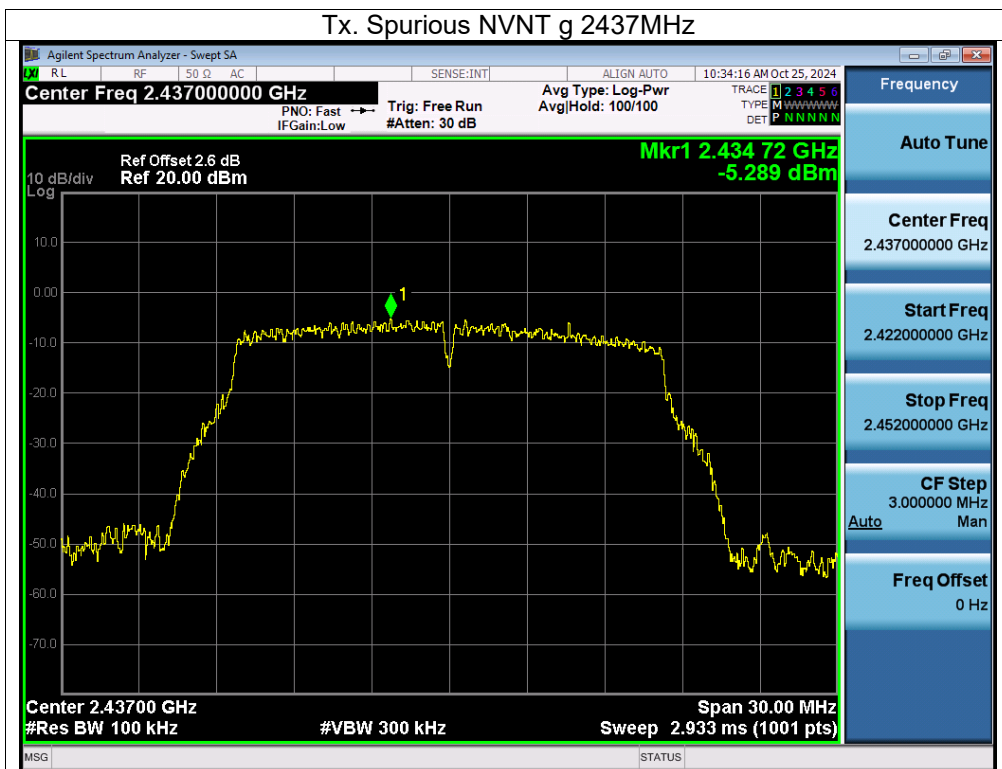 Tx. Spurious NVNT g 2437MHz
Agilent Spectrum Analyzer - Swept SA
LXI RL RF 50 Ω AC SENSE:INT ALIGN AUTO 10:34:16 AM Oct 25, 2024
Center Freq 2.437000000 GHz
PNO: Fast Trig: Free Run Avg Type: Log-Pwr TRACE 1 2 3 4 5 6
IFGain:Low #Atten: 30 dB Avg|Hold: 100/100 TYPE M WWWWW
DET P N N N N N
Mkr1 2.434 72 GHz
-5.289 dBm
Ref Offset 2.6 dB
10 dB/div Ref 20.00 dBm
Log
10.0
0.00
-10.0
-20.0
-30.0
-40.0
-50.0
-60.0
-70.0
1
Center 2.43700 GHz Span 30.00 MHz
#Res BW 100 kHz #VBW 300 kHz Sweep 2.933 ms (1001 pts)
MSG STATUS
Frequency
Auto Tune
Center Freq
2.437000000 GHz
Start Freq
2.422000000 GHz
Stop Freq
2.452000000 GHz
CF Step
3.000000 MHz
Auto Man
Freq Offset
0 Hz